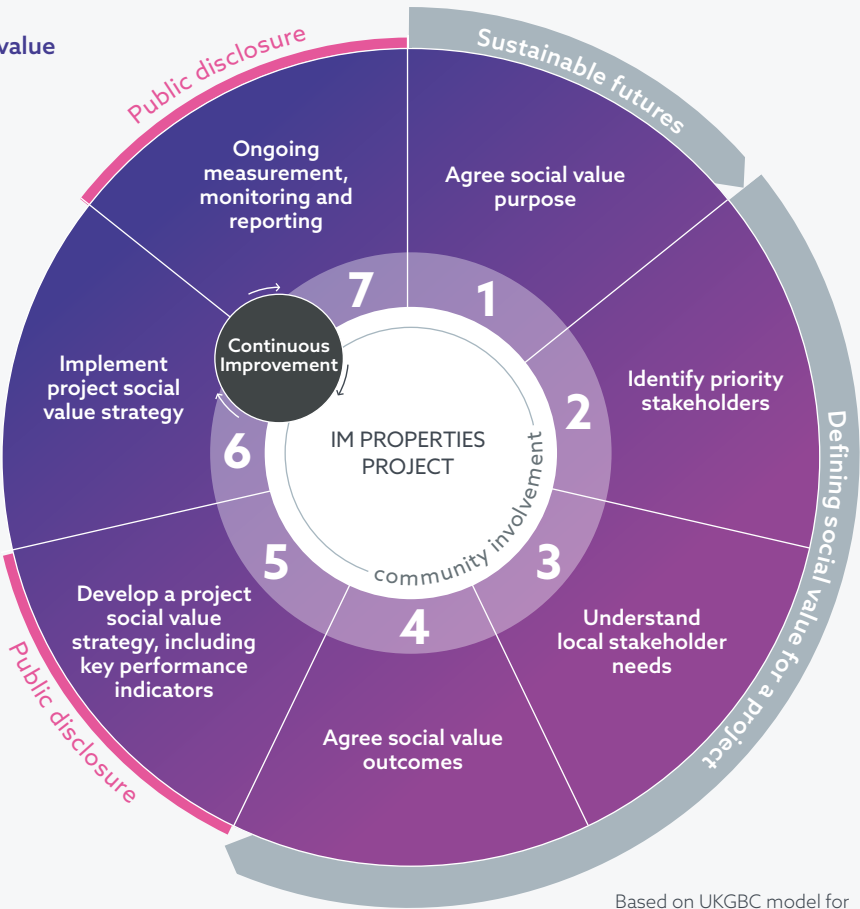 value
Public disclosure
Sustainable futures
Ongoing
measurement,
monitoring and
reporting
Agree social value
purpose
7
1
Continuous
Improvement
Implement
project social
value strategy
Identify priority
stakeholders
2
6
IM PROPERTIES
PROJECT
community involvement
Defining social value for a project
5
3
4
Develop a project
social value
strategy, including
key performance
indicators
Understand
local stakeholder
needs
Public disclosure
Agree social value
outcomes
Based on UKGBC model for